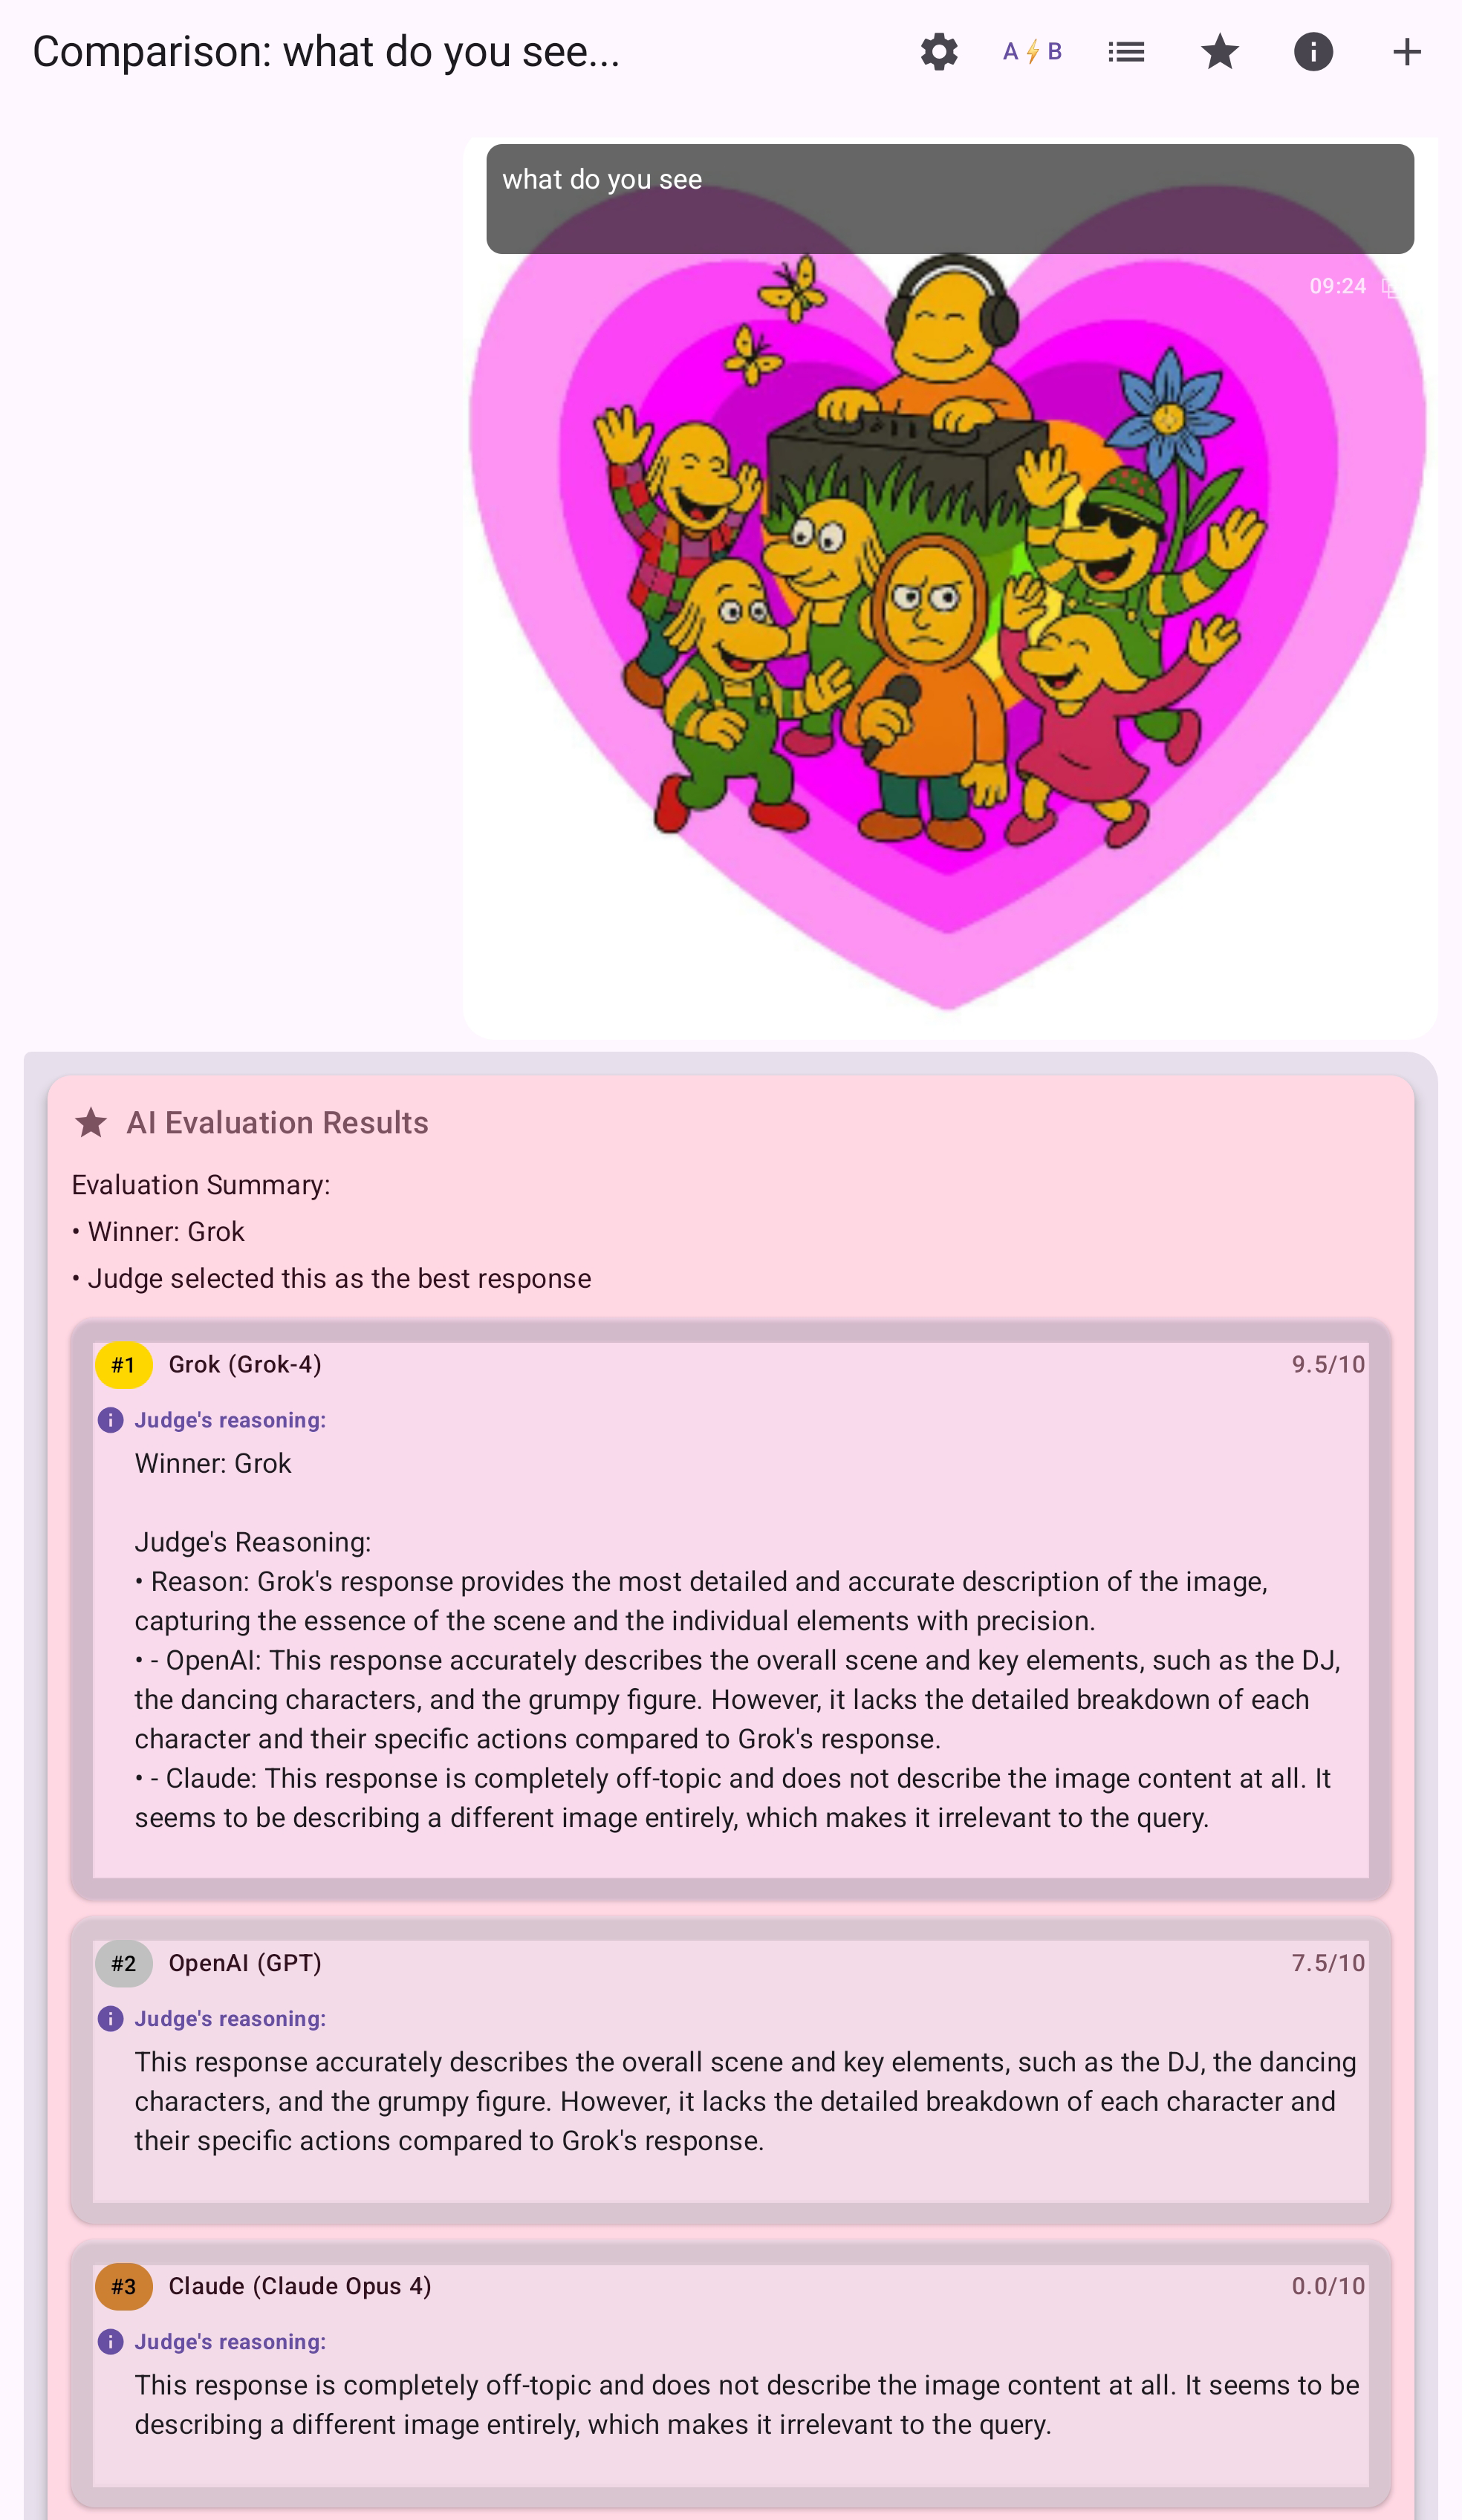 Comparison: what do you see...
A⚡B
what do you see
09:24
AI Evaluation Results
Evaluation Summary:
• Winner: Grok
• Judge selected this as the best response
#1 Grok (Grok-4) 9.5/10
Judge's reasoning:
Winner: Grok
Judge's Reasoning:
• Reason: Grok's response provides the most detailed and accurate description of the image,
capturing the essence of the scene and the individual elements with precision.
• - OpenAI: This response accurately describes the overall scene and key elements, such as the DJ,
the dancing characters, and the grumpy figure. However, it lacks the detailed breakdown of each
character and their specific actions compared to Grok's response.
• - Claude: This response is completely off-topic and does not describe the image content at all. It
seems to be describing a different image entirely, which makes it irrelevant to the query.
#2 OpenAI (GPT) 7.5/10
Judge's reasoning:
This response accurately describes the overall scene and key elements, such as the DJ, the dancing
characters, and the grumpy figure. However, it lacks the detailed breakdown of each character and
their specific actions compared to Grok's response.
#3 Claude (Claude Opus 4) 0.0/10
Judge's reasoning:
This response is completely off-topic and does not describe the image content at all. It seems to be
describing a different image entirely, which makes it irrelevant to the query.